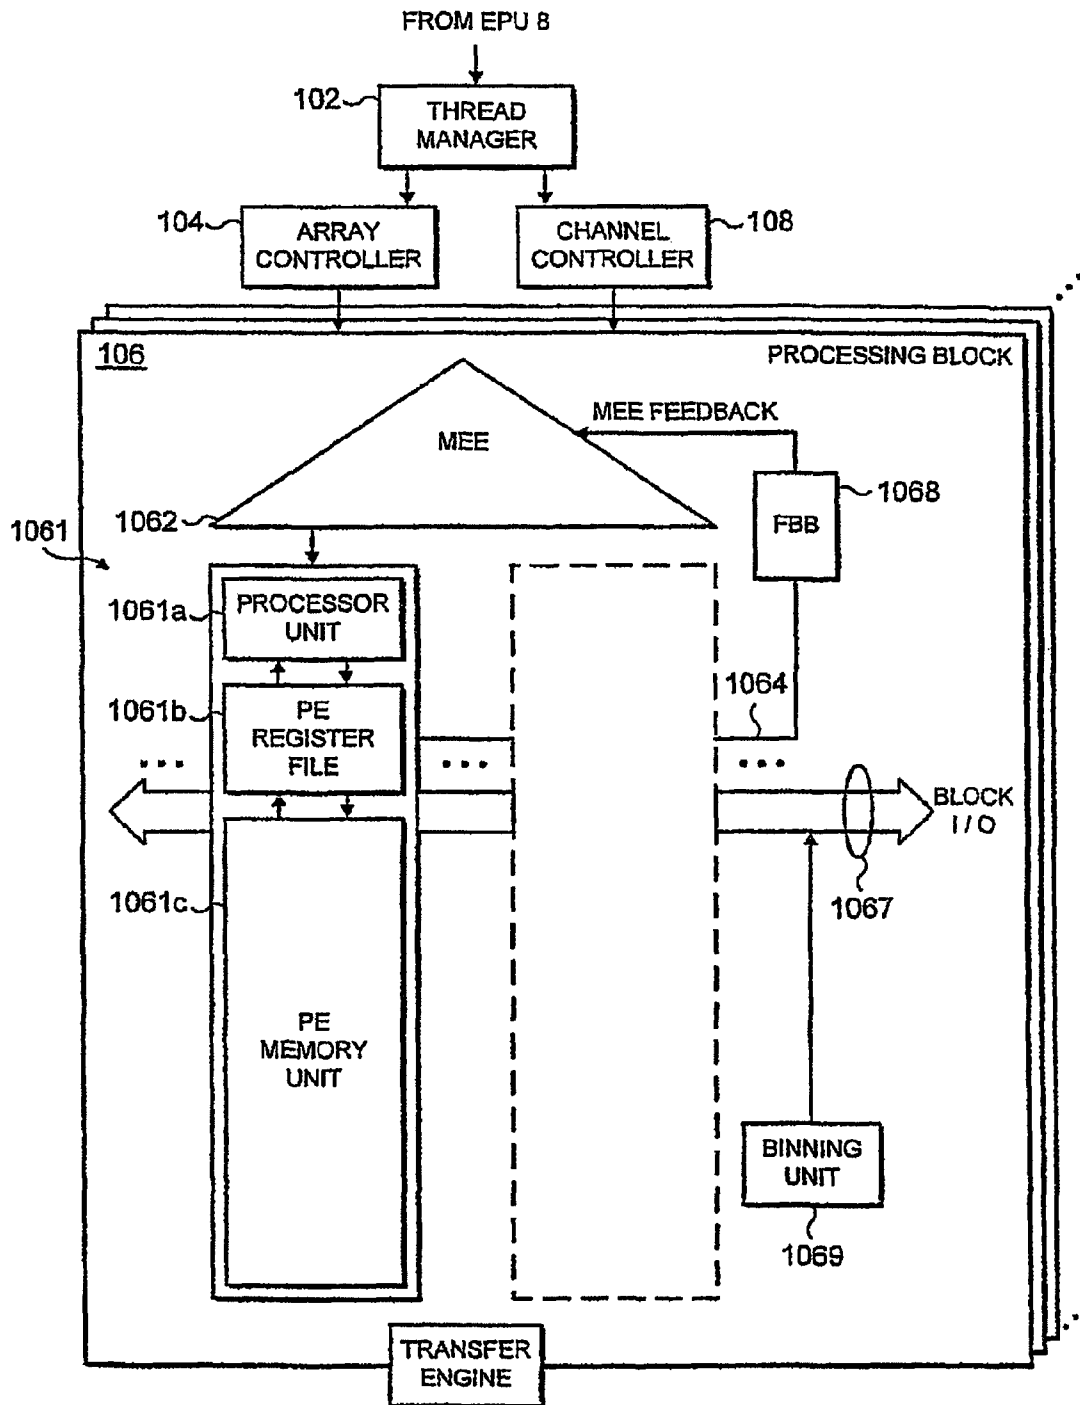 FROM EPU 8
102
THREAD
MANAGER
104
ARRAY
CONTROLLER
CHANNEL
CONTROLLER
108
106
PROCESSING BLOCK
MEE
MEE FEEDBACK
1062
1068
FBB
1061
1061a
PROCESSOR
UNIT
1061b
PE
REGISTER
FILE
1064
BLOCK
I / O
1067
1061c
PE
MEMORY
UNIT
BINNING
UNIT
1069
TRANSFER
ENGINE